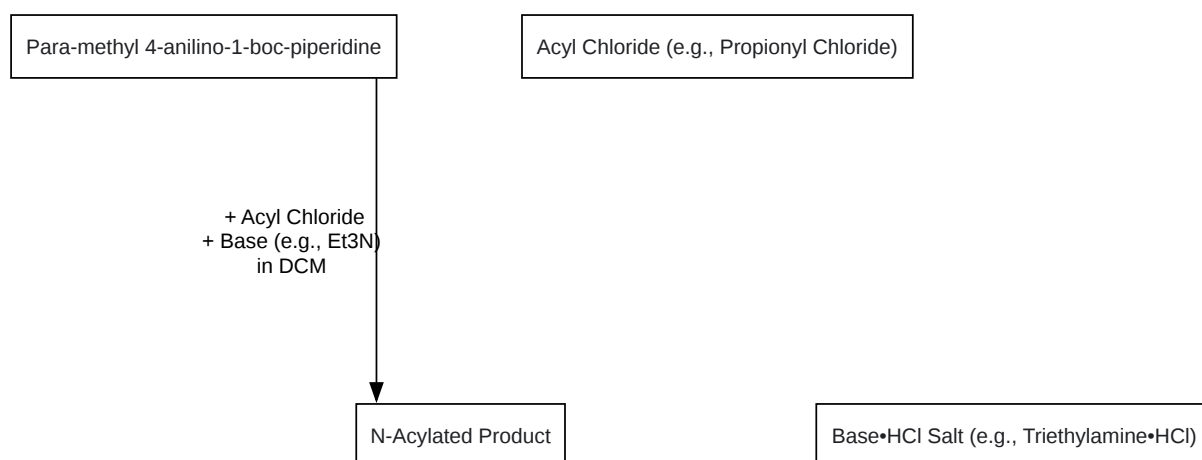 Para-methyl 4-anilino-1-boc-piperidine
Acyl Chloride (e.g., Propionyl Chloride)
+ Acyl Chloride
+ Base (e.g., Et3N)
in DCM
N-Acylated Product
Base•HCl Salt (e.g., Triethylamine•HCl)